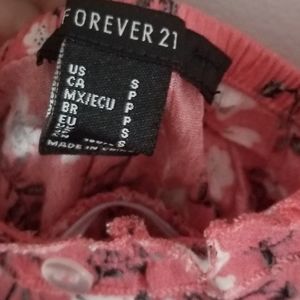 FOREVER 21
US S
CA S
MX/ECU P
BR P
EU S
MADE IN